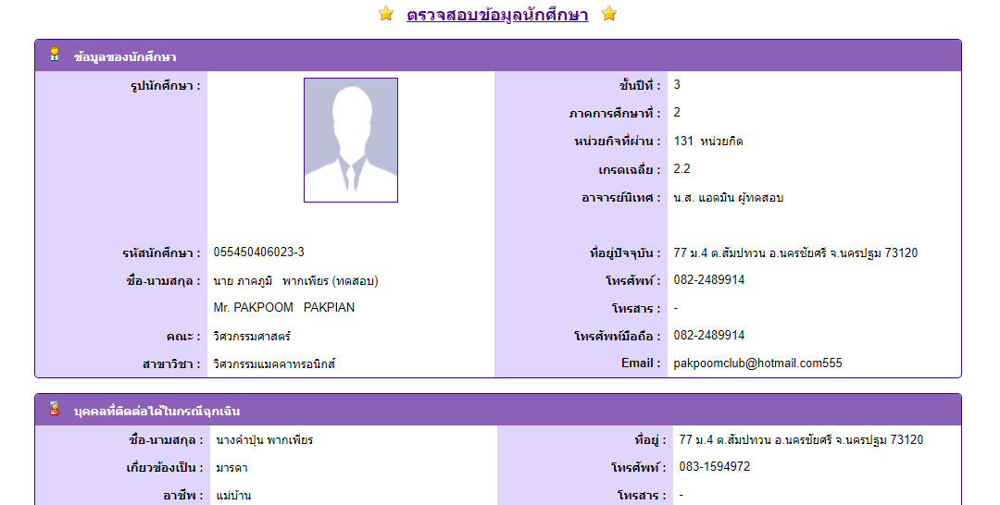 ตรวจสอบข้อมูลนักศึกษา
ข้อมูลของนักศึกษา
รูปนักศึกษา :
ชั้นปีที่ : 3
ภาคการศึกษาที่ : 2
หน่วยกิจที่ผ่าน : 131 หน่วยกิต
เกรดเฉลี่ย : 2.2
อาจารย์นิเทศ : น.ส. แอดมิน ผู้ทดสอบ
รหัสนักศึกษา : 055450406023-3
ที่อยู่ปัจจุบัน : 77 ม.4 ต.สัมปทวน อ.นครชัยศรี จ.นครปฐม 73120
ชื่อ-นามสกุล : นาย ภาคภูมิ พากเพียร (ทดสอบ)
โทรศัพท์ : 082-2489914
Mr. PAKPOOM PAKPIAN
โทรสาร : -
คณะ : วิศวกรรมศาสตร์
โทรศัพท์มือถือ : 082-2489914
สาขาวิชา : วิศวกรรมแมคคาทรอนิกส์
Email : pakpoomclub@hotmail.com555
บุคคลที่ติดต่อได้ในกรณีฉุกเฉิน
ชื่อ-นามสกุล : นางคำปุ่น พากเพียร
ที่อยู่ : 77 ม.4 ต.สัมปทวน อ.นครชัยศรี จ.นครปฐม 73120
เกี่ยวข้องเป็น : มารดา
โทรศัพท์ : 083-1594972
อาชีพ : แม่บ้าน
โทรสาร : -